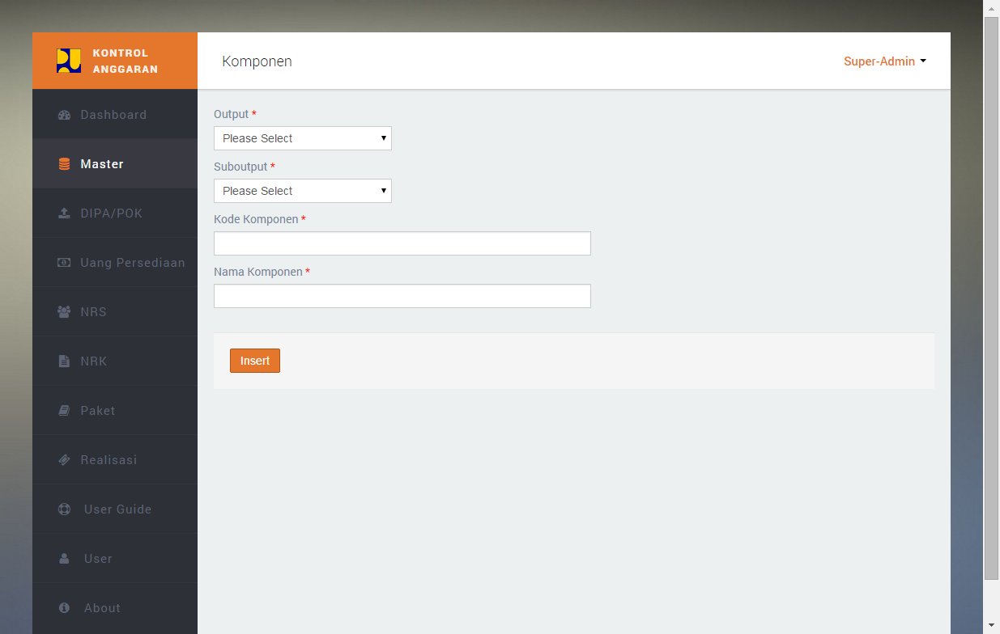 KONTROL
ANGGARAN
Komponen
Super-Admin
Dashboard
Master
DIPA/POK
Uang Persediaan
NRS
NRK
Paket
Realisasi
User Guide
User
About
Output *
Please Select
Suboutput *
Please Select
Kode Komponen *
Nama Komponen *
Insert